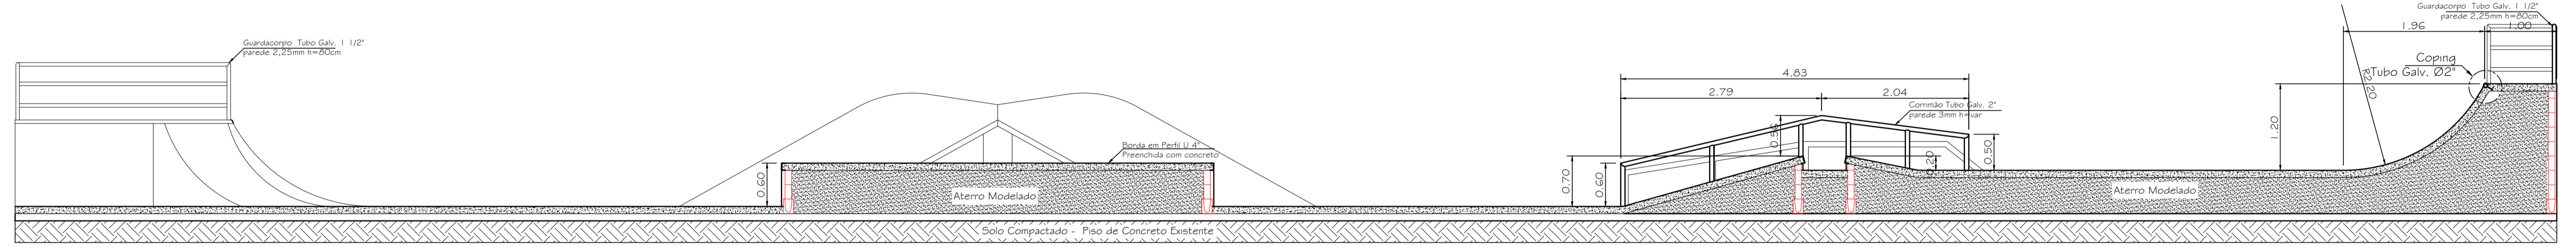 Guardacorpo Tubo Galv. 1 1/2"
parede 2,25mm h=80cm
Guardacorpo Tubo Galv. 1 1/2"
parede 2,25mm h=80cm
1.96
1.00
Coping
Tubo Galv. Ø2"
R2.20
4.83
2.79
2.04
Corrmão Tubo Galv. 2"
parede 3mm h=var
1.20
0.56
0.50
0.20
Borda em Perfil U 4"
Preenchida com concreto
0.60
0.70
0.60
Aterro Modelado
Aterro Modelado
Solo Compactado - Piso de Concreto Existente